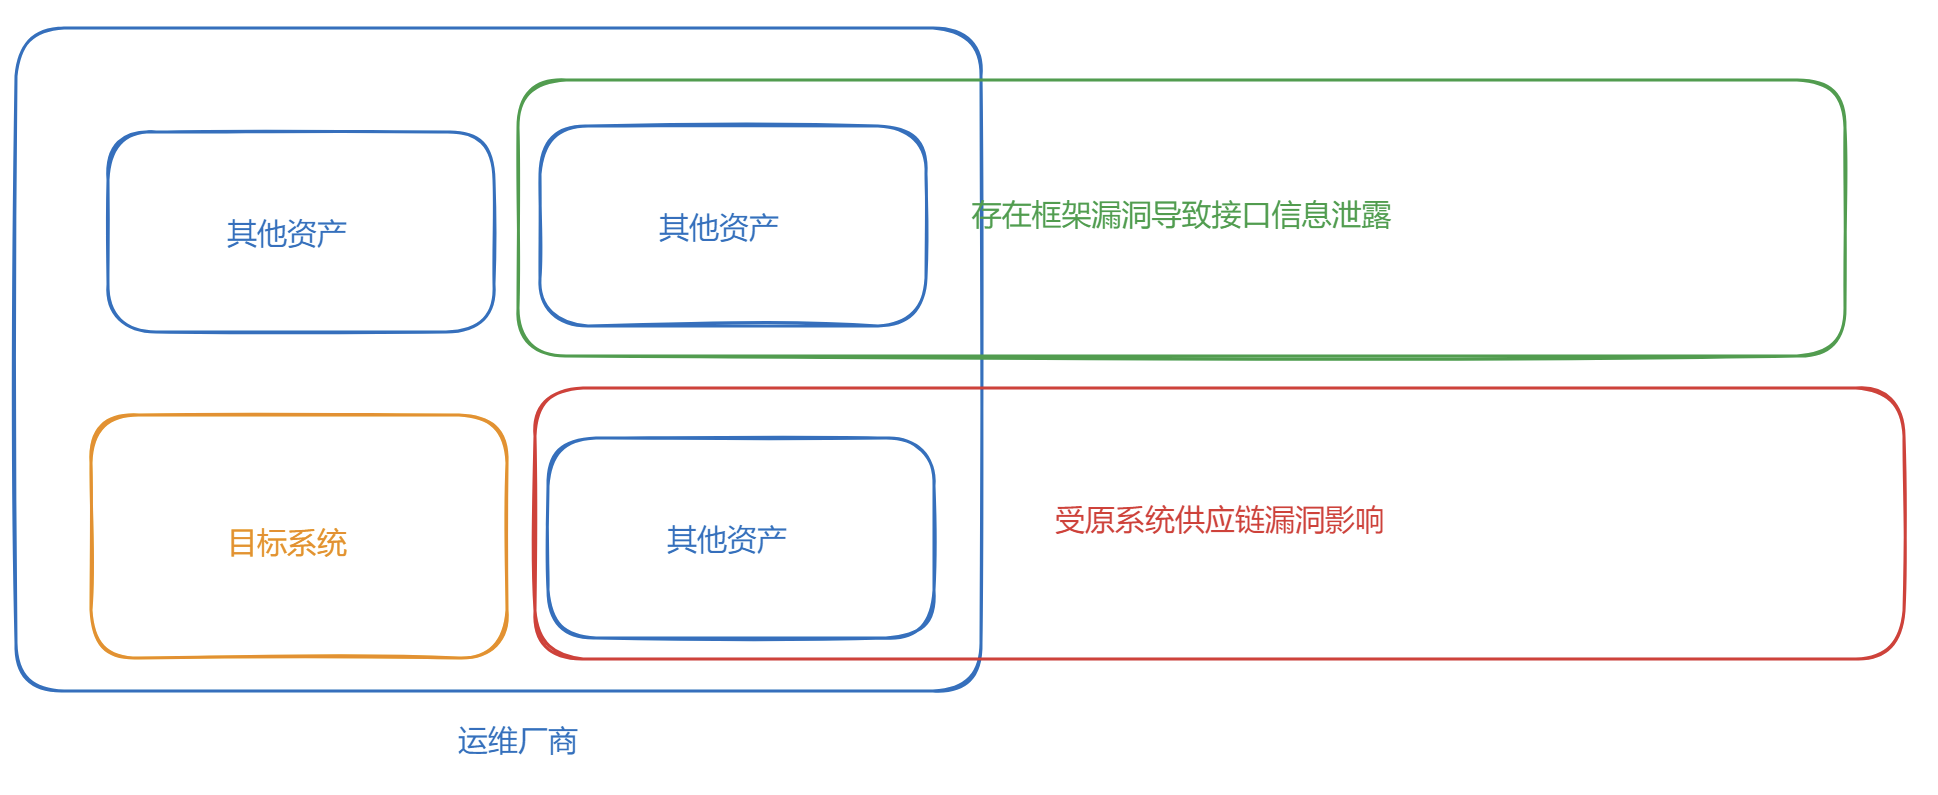 其他资产
其他资产
存在框架漏洞导致接口信息泄露
目标系统
其他资产
受原系统供应链漏洞影响
运维厂商